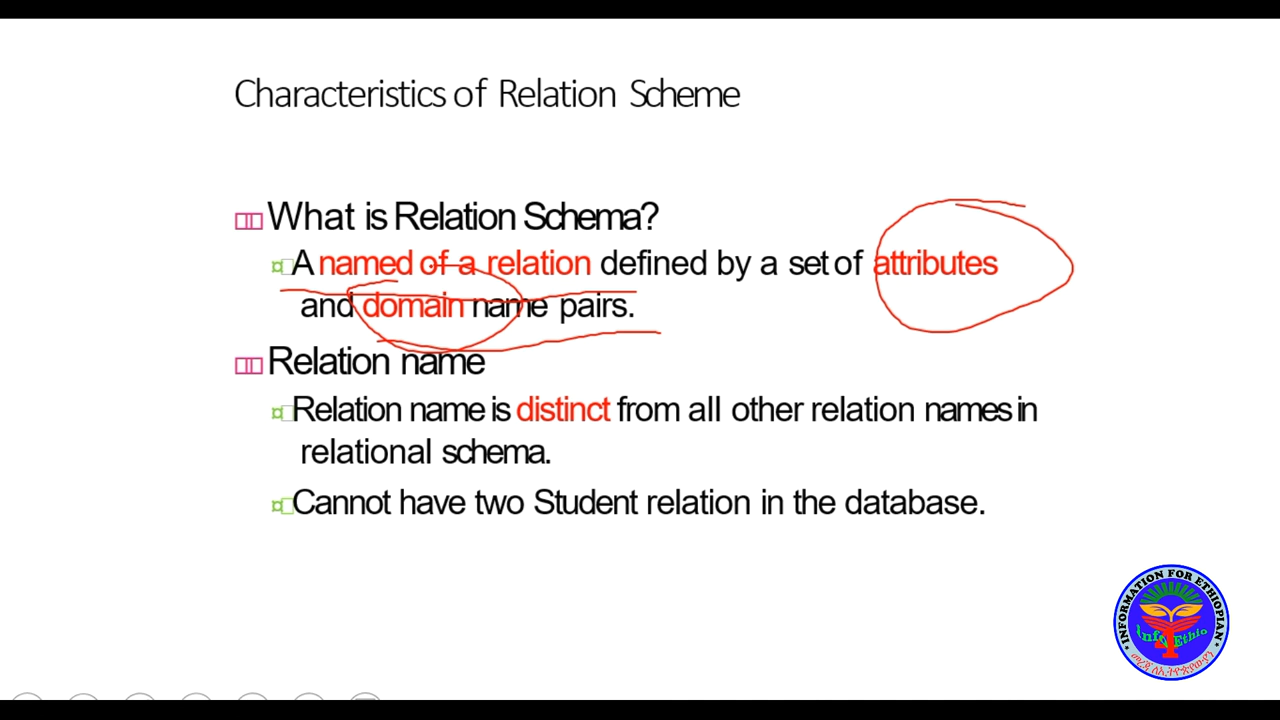 Characteristics of Relation Scheme
What is Relation Schema?
A named of a relation defined by a set of attributes
and domain name pairs.
Relation name
Relation name is distinct from all other relation names in
relational schema.
Cannot have two Student relation in the database.
INFORMATION FOR ETHIOPIAN
Info Ethio
መረጃ ለኢትዮጵያውያን